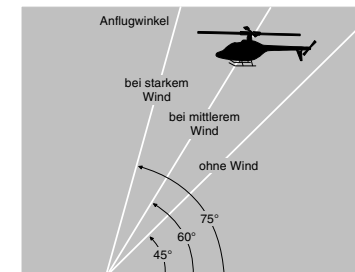 Anflugwinkel
bei starkem
Wind
bei mittlerem
Wind
ohne Wind
75°
60°
45°